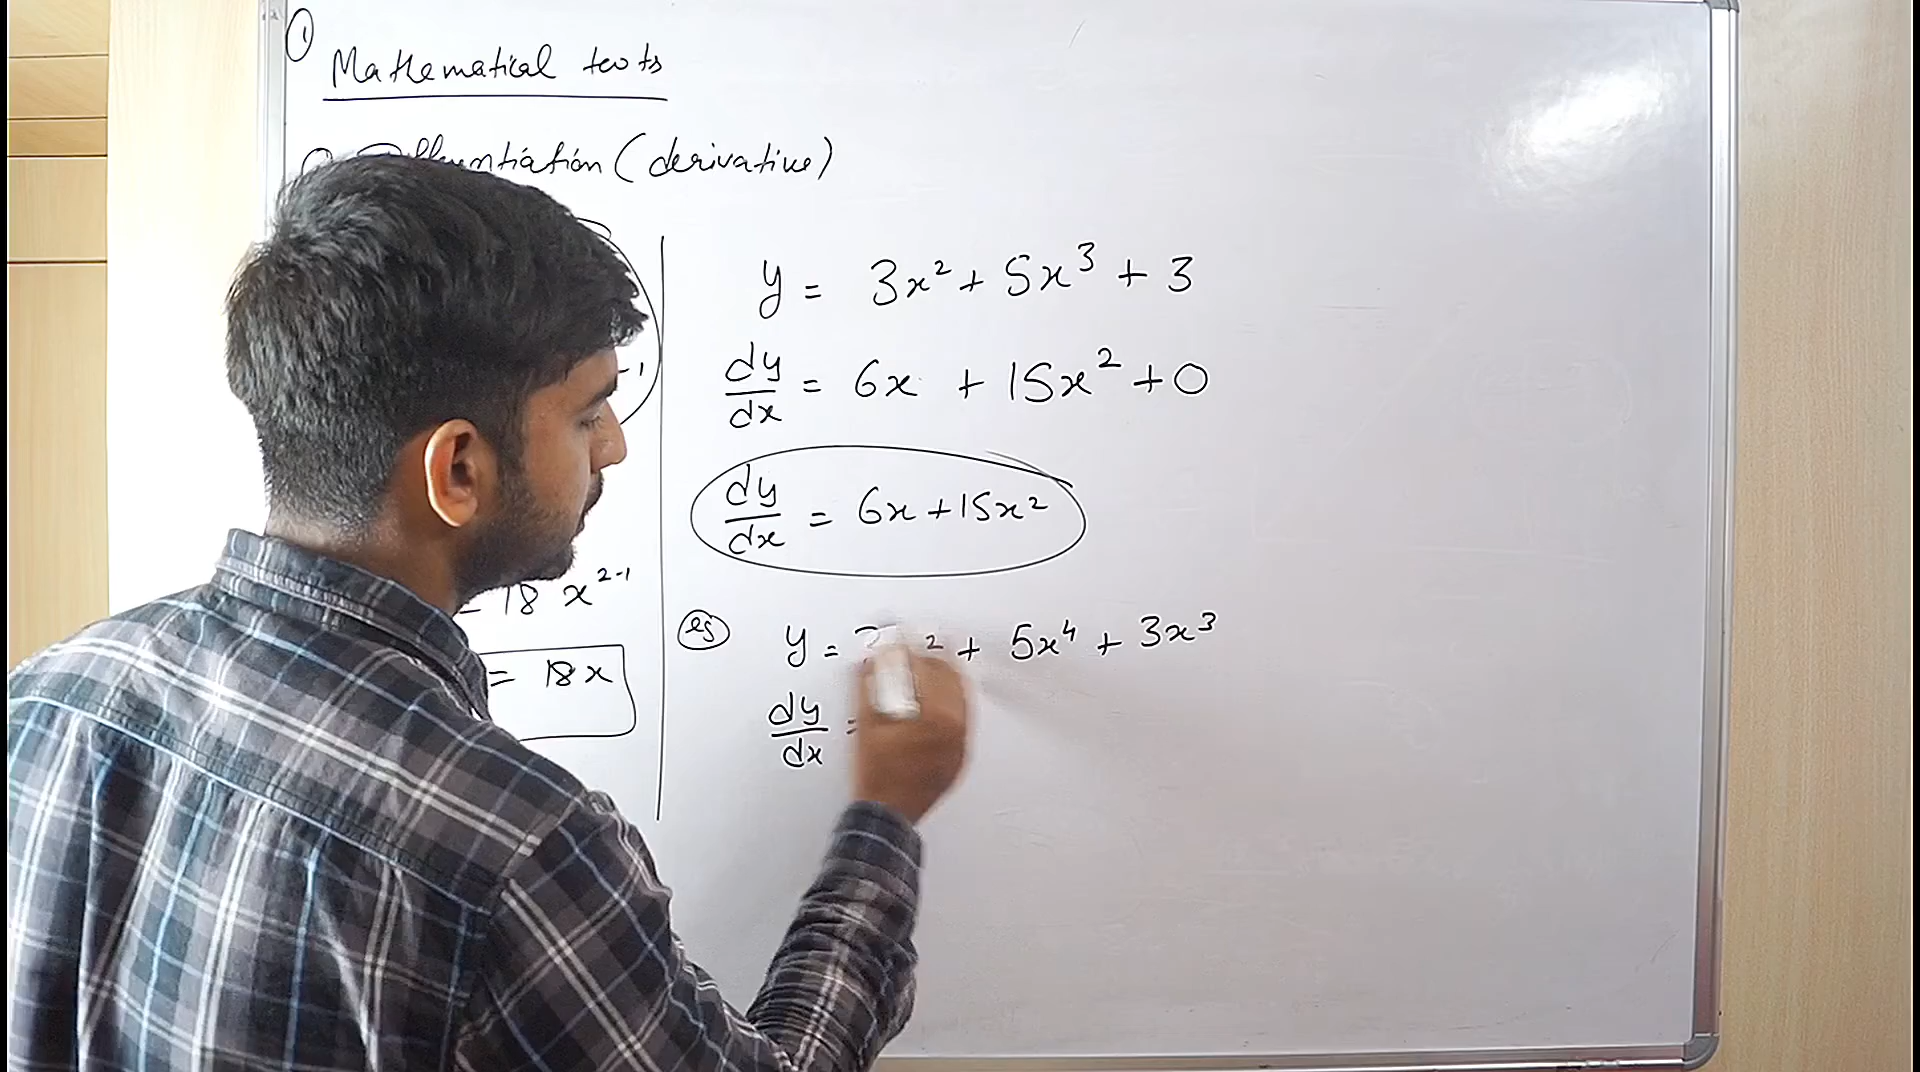 ①
Mathematical tools
(derivative)
-1
= 18 x²⁻¹
= 18x
y = 3x² + 5x³ + 3
dy/dx = 6x + 15x² + 0
dy/dx = 6x + 15x²
eg y = ² + 5x⁴ + 3x³
dy/dx =